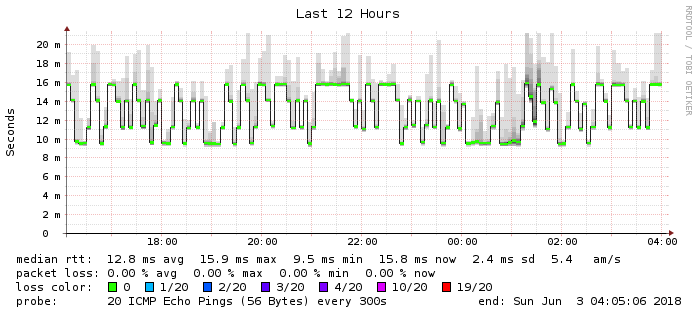 Last 12 Hours
RRDTOOL / TOBI OETIKER
Seconds
20 m
18 m
16 m
14 m
12 m
10 m
8 m
6 m
4 m
2 m
0
18:00 20:00 22:00 00:00 02:00 04:00
median rtt: 12.8 ms avg 15.9 ms max 9.5 ms min 15.8 ms now 2.4 ms sd 5.4 am/s
packet loss: 0.00 % avg 0.00 % max 0.00 % min 0.00 % now
loss color: 0 1/20 2/20 3/20 4/20 10/20 19/20
probe: 20 ICMP Echo Pings (56 Bytes) every 300s end: Sun Jun 3 04:05:06 2018